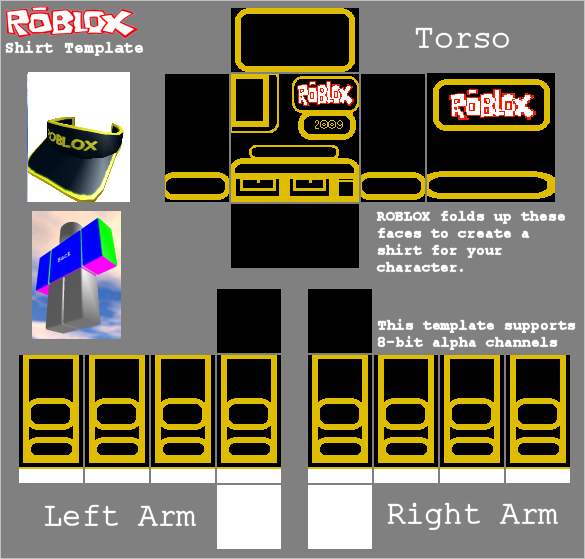 ROBLOX
Shirt Template
Torso
ROBLOX
ROBLOX
2009
ROBLOX
Back
ROBLOX folds up these
faces to create a
shirt for your
character.
This template supports
8-bit alpha channels
Left Arm
Right Arm